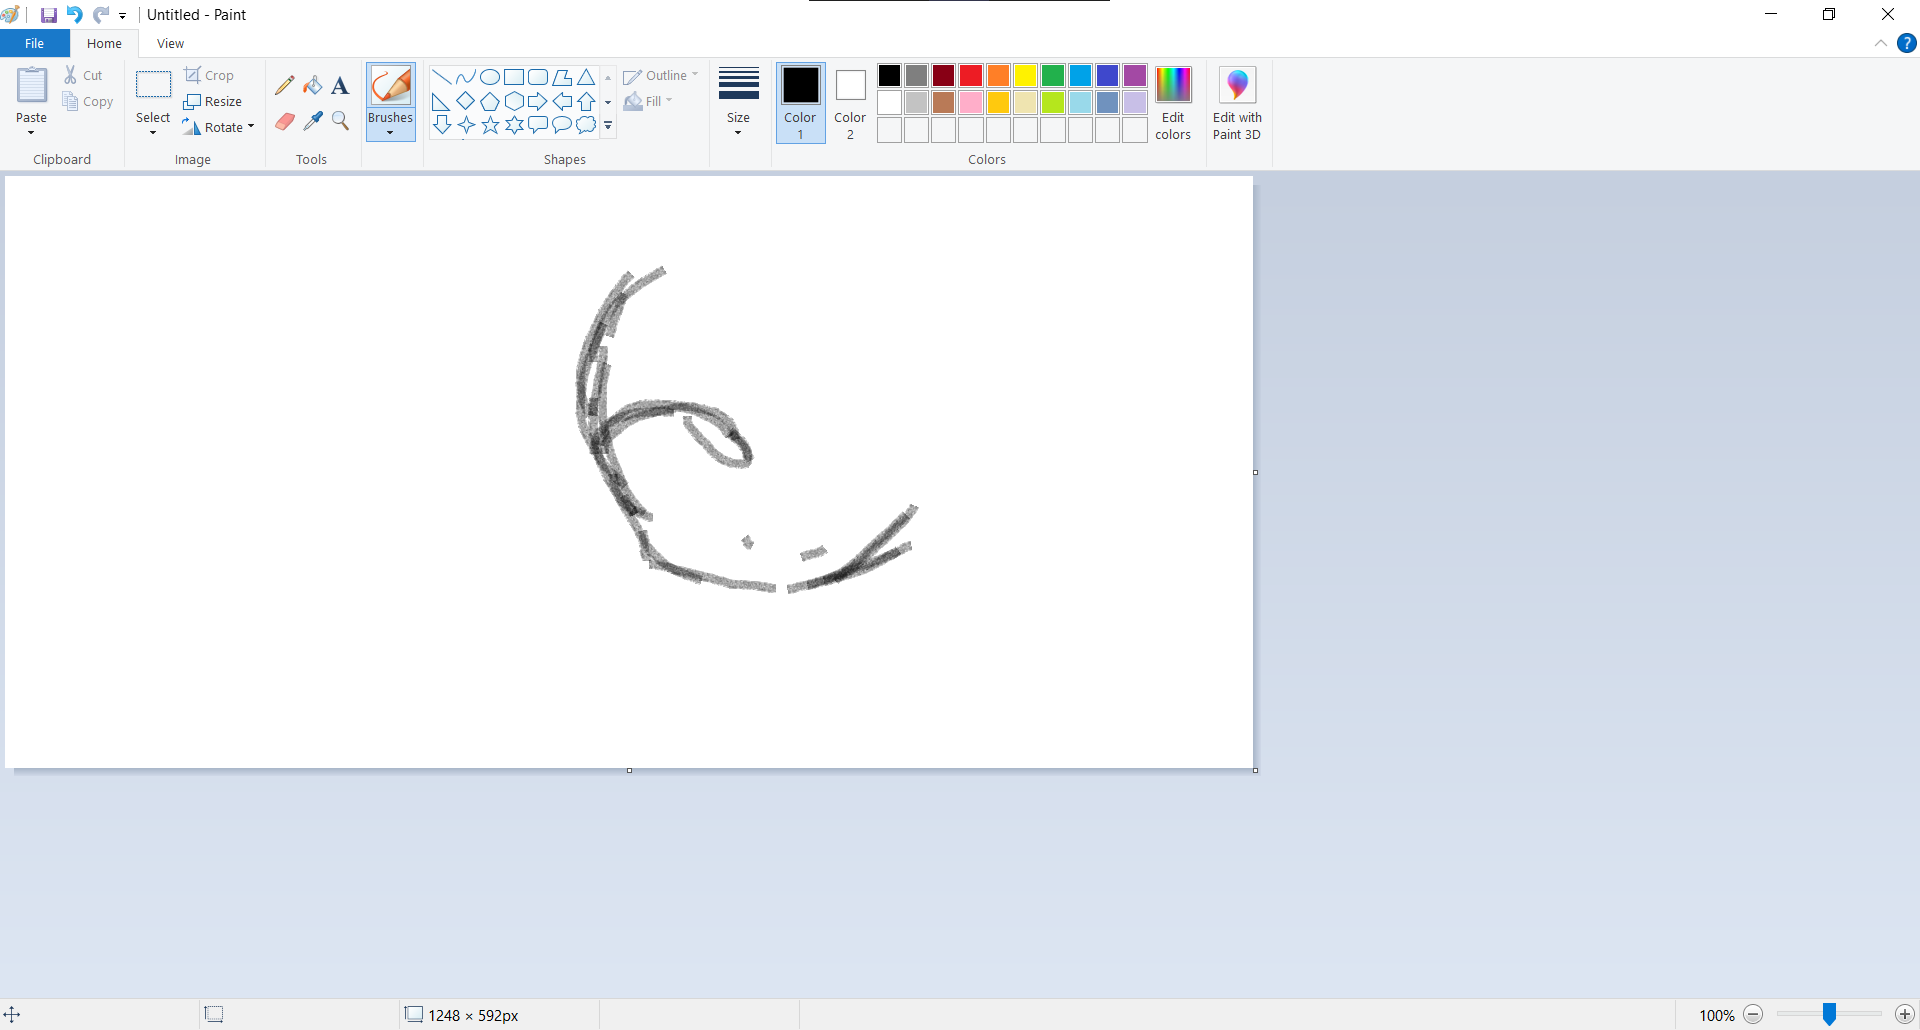 Untitled - Paint
File Home View
Paste Cut Copy Select Crop Resize Rotate A Brushes Outline Fill Size Color 1 Color 2 Edit colors Edit with Paint 3D ?
Clipboard Image Tools Shapes Colors
1248 × 592px 100%